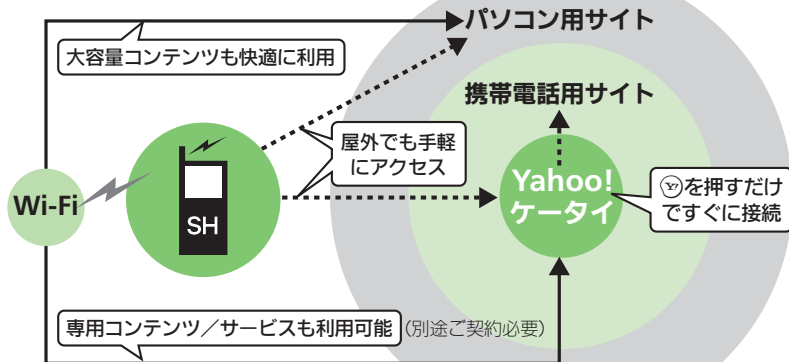 パソコン用サイト
大容量コンテンツも快適に利用
携帯電話用サイト
屋外でも手軽
にアクセス
Wi-Fi
SH
Yahoo!
ケータイ
Y!を押すだけ
ですぐに接続
専用コンテンツ／サービスも利用可能(別途ご契約必要)